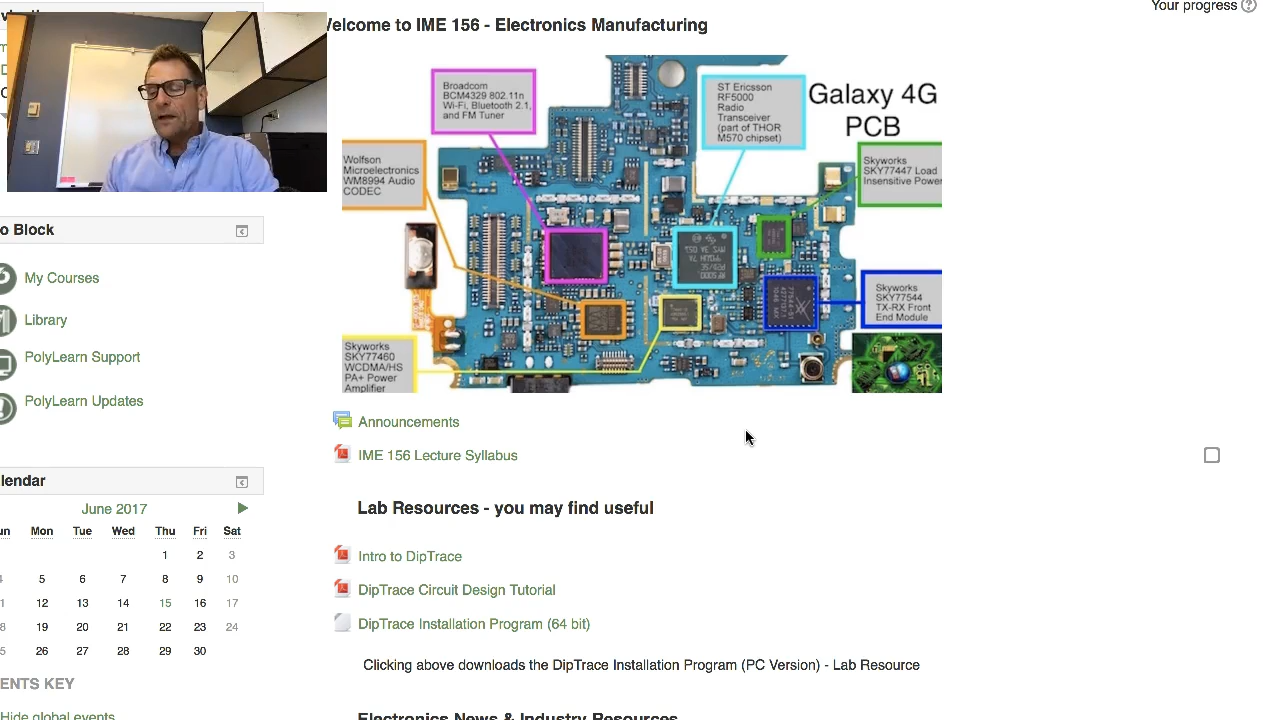 Your progress
Welcome to IME 156 - Electronics Manufacturing
Broadcom
BCM4329 802.11n
Wi-Fi, Bluetooth 2.1,
and FM Tuner
ST Ericsson
RF5000
Radio
Transceiver
(part of THOR
M570 chipset)
Galaxy 4G
PCB
Wolfson
Microelectronics
WM8994 Audio
CODEC
Skyworks
SKY77447 Load
Insensitive Power
Skyworks
SKY77544
TX-RX Front
End Module
Skyworks
SKY77460
WCDMA/HS
PA+ Power
Amplifier
o Block
My Courses
Library
PolyLearn Support
PolyLearn Updates
Announcements
IME 156 Lecture Syllabus
lendar
June 2017
un Mon Tue Wed Thu Fri Sat
1 2 3
4 5 6 7 8 9 10
1 12 13 14 15 16 17
8 19 20 21 22 23 24
5 26 27 28 29 30
ENTS KEY
Hide global events
Lab Resources - you may find useful
Intro to DipTrace
DipTrace Circuit Design Tutorial
DipTrace Installation Program (64 bit)
Clicking above downloads the DipTrace Installation Program (PC Version) - Lab Resource
Electronics News & Industry Resources